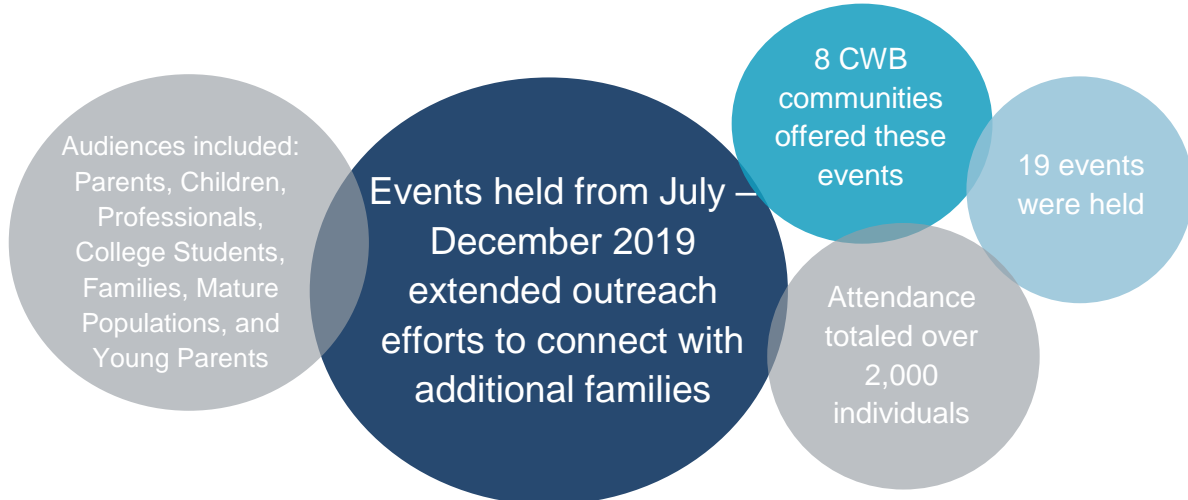 Audiences included:
Parents, Children,
Professionals,
College Students,
Families, Mature
Populations, and
Young Parents
Events held from July –
December 2019
extended outreach
efforts to connect with
additional families
8 CWB
communities
offered these
events
19 events
were held
Attendance
totaled over
2,000
individuals